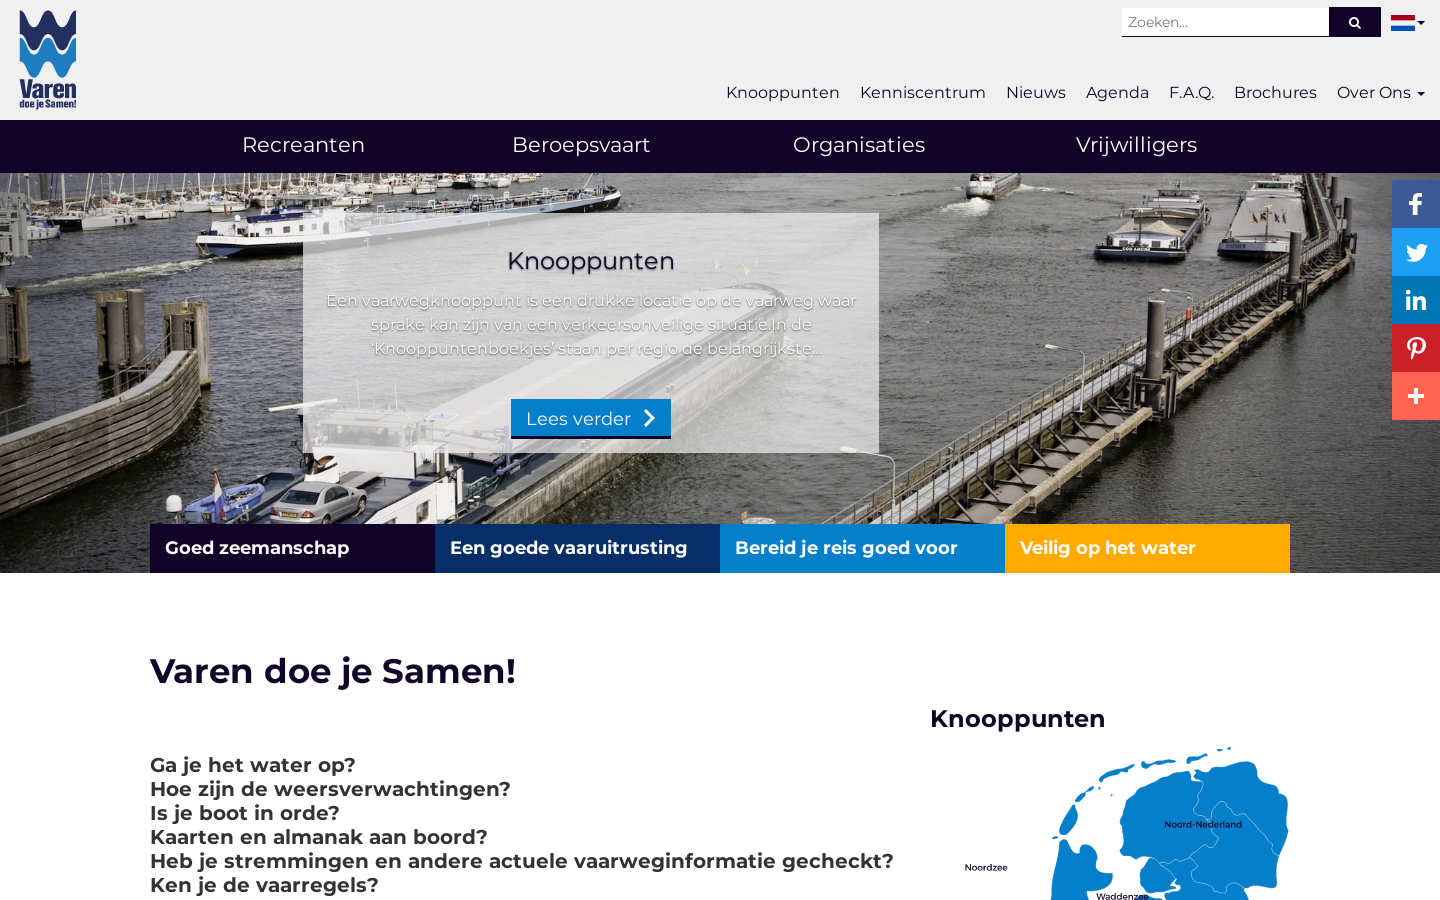 Varen
doe je Samen!
Zoeken...
Knooppunten
Kenniscentrum
Nieuws
Agenda
F.A.Q.
Brochures
Over Ons
Recreanten
Beroepsvaart
Organisaties
Vrijwilligers
Knooppunten
Een vaarwegknooppunt is een drukke locatie op de vaarweg waar
sprake kan zijn van een verkeersonveilige situatie.In de
‘Knooppuntenboekjes’ staan per regio de belangrijkste...
Lees verder
Goed zeemanschap
Een goede vaaruitrusting
Bereid je reis goed voor
Veilig op het water
Varen doe je Samen!
Ga je het water op?
Hoe zijn de weersverwachtingen?
Is je boot in orde?
Kaarten en almanak aan boord?
Heb je stremmingen en andere actuele vaarweginformatie gecheckt?
Ken je de vaarregels?
Knooppunten
Noord-Nederland
Noordzee
Waddenzee